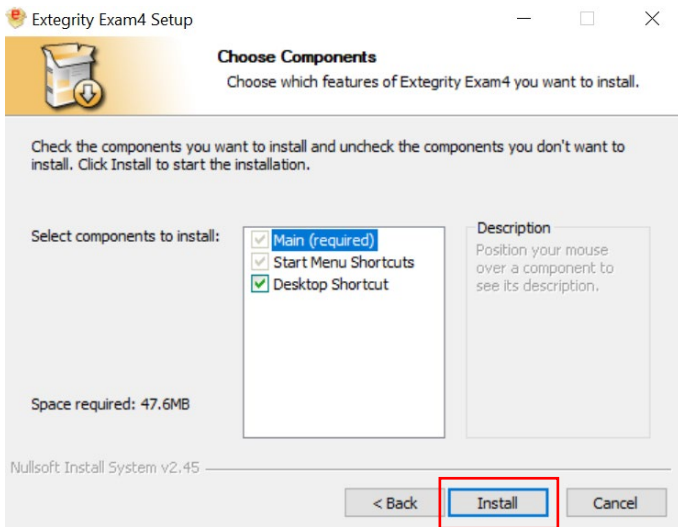 Extegrity Exam4 Setup
Choose Components
Choose which features of Extegrity Exam4 you want to install.
Check the components you want to install and uncheck the components you don't want to
install. Click Install to start the installation.
Select components to install:
Main (required)
Start Menu Shortcuts
Desktop Shortcut
Description
Position your mouse
over a component to
see its description.
Space required: 47.6MB
Nullsoft Install System v2.45
< Back
Install
Cancel